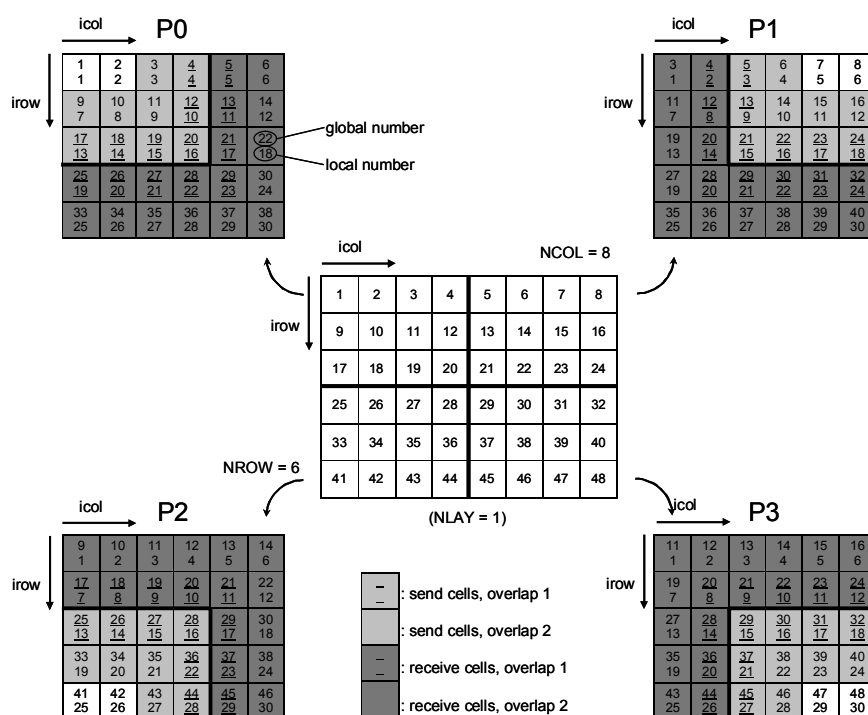 icol P0
irow
1 2 3 4 5 6
1 2 3 4 5 6
9 10 11 12 13 14
7 8 9 10 11 12
17 18 19 20 21 22
13 14 15 16 17 18
25 26 27 28 29 30
19 20 21 22 23 24
33 34 35 36 37 38
25 26 27 28 29 30
global number
local number
icol P1
irow
3 4 5 6 7 8
1 2 3 4 5 6
11 12 13 14 15 16
7 8 9 10 11 12
19 20 21 22 23 24
13 14 15 16 17 18
27 28 29 30 31 32
19 20 21 22 23 24
35 36 37 38 39 40
25 26 27 28 29 30
icol NCOL = 8
irow
1 2 3 4 5 6 7 8
9 10 11 12 13 14 15 16
17 18 19 20 21 22 23 24
25 26 27 28 29 30 31 32
33 34 35 36 37 38 39 40
41 42 43 44 45 46 47 48
NROW = 6
(NLAY = 1)
icol P2
irow
9 10 11 12 13 14
1 2 3 4 5 6
17 18 19 20 21 22
7 8 9 10 11 12
25 26 27 28 29 30
13 14 15 16 17 18
33 34 35 36 37 38
19 20 21 22 23 24
41 42 43 44 45 46
25 26 27 28 29 30
: send cells, overlap 1
: send cells, overlap 2
: receive cells, overlap 1
: receive cells, overlap 2
icol P3
irow
11 12 13 14 15 16
1 2 3 4 5 6
19 20 21 22 23 24
7 8 9 10 11 12
27 28 29 30 31 32
13 14 15 16 17 18
35 36 37 38 39 40
19 20 21 22 23 24
43 44 45 46 47 48
25 26 27 28 29 30